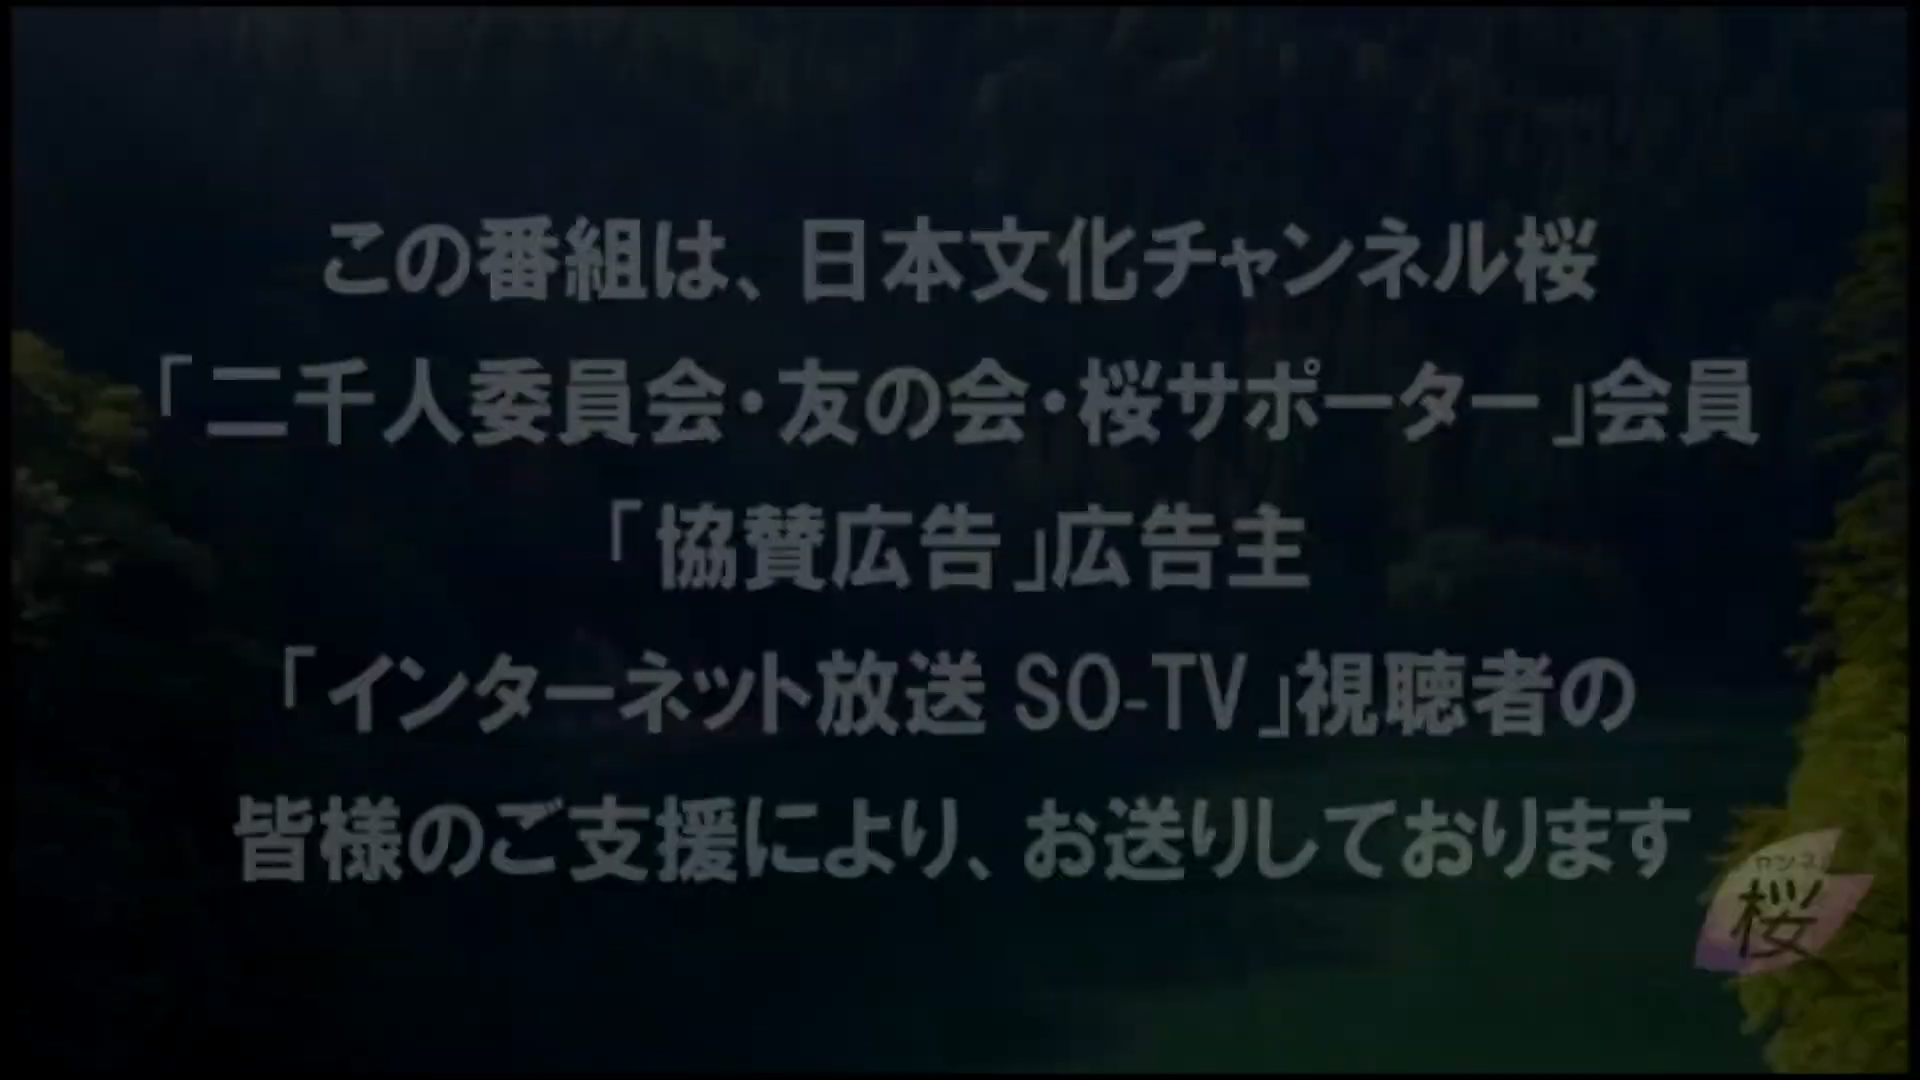 この番組は、日本文化チャンネル桜
「二千人委員会・友の会・桜サポーター」会員
「協賛広告」広告主
「インターネット放送 SO-TV」視聴者の
皆様のご支援により、お送りしております
桜